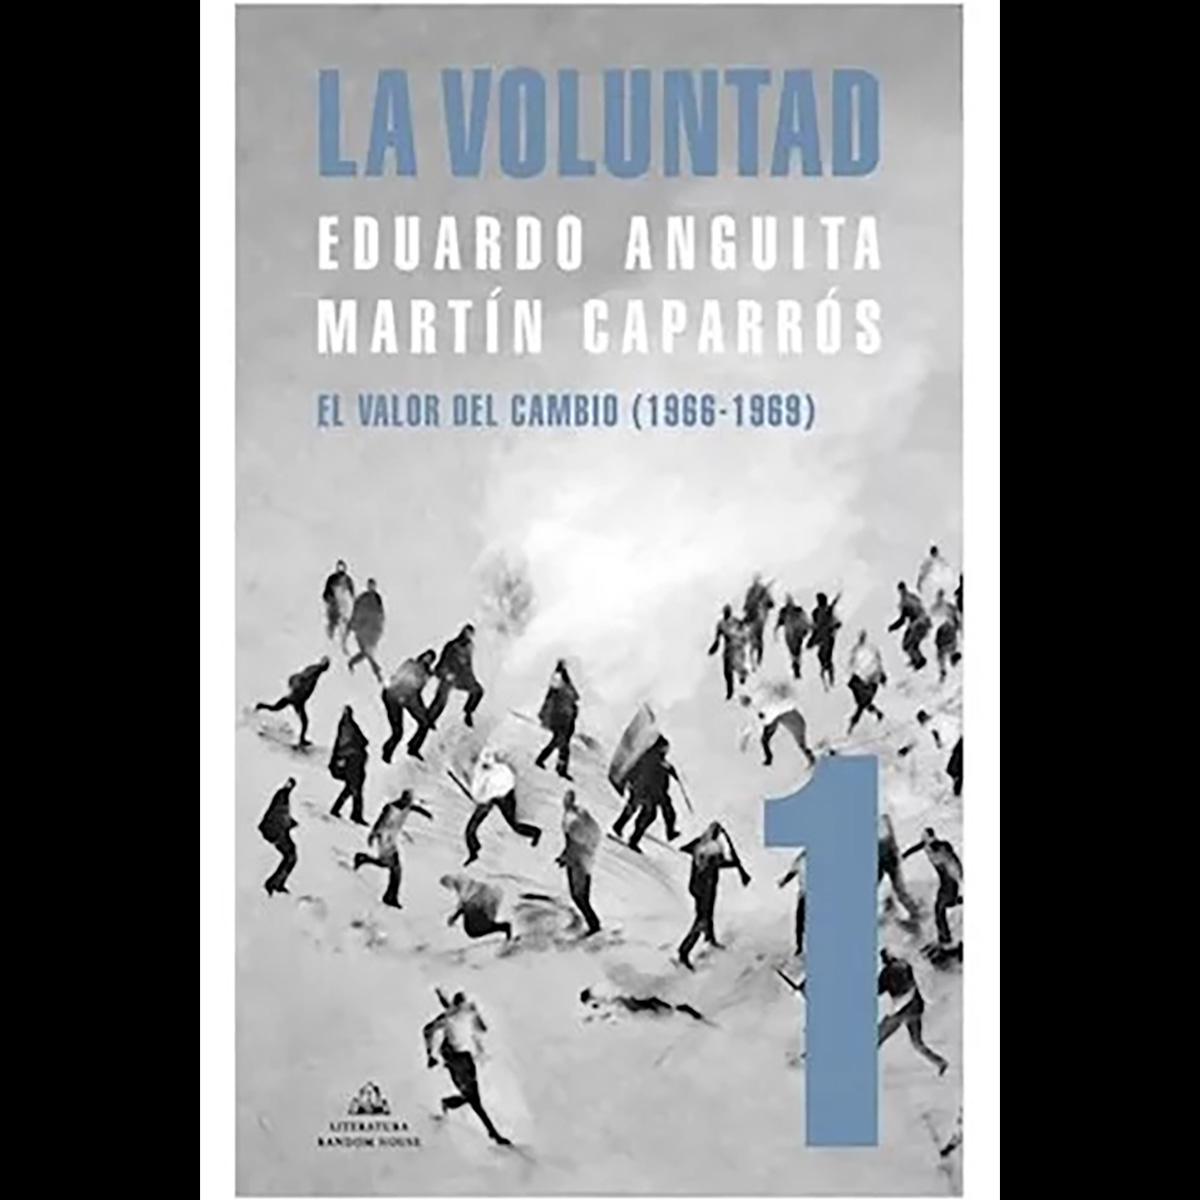 LA VOLUNTAD
EDUARDO ANGUITA
MARTÍN CAPARRÓS
EL VALOR DEL CAMBIO (1966-1969)
1
LITERATURA
RANDOM HOUSE